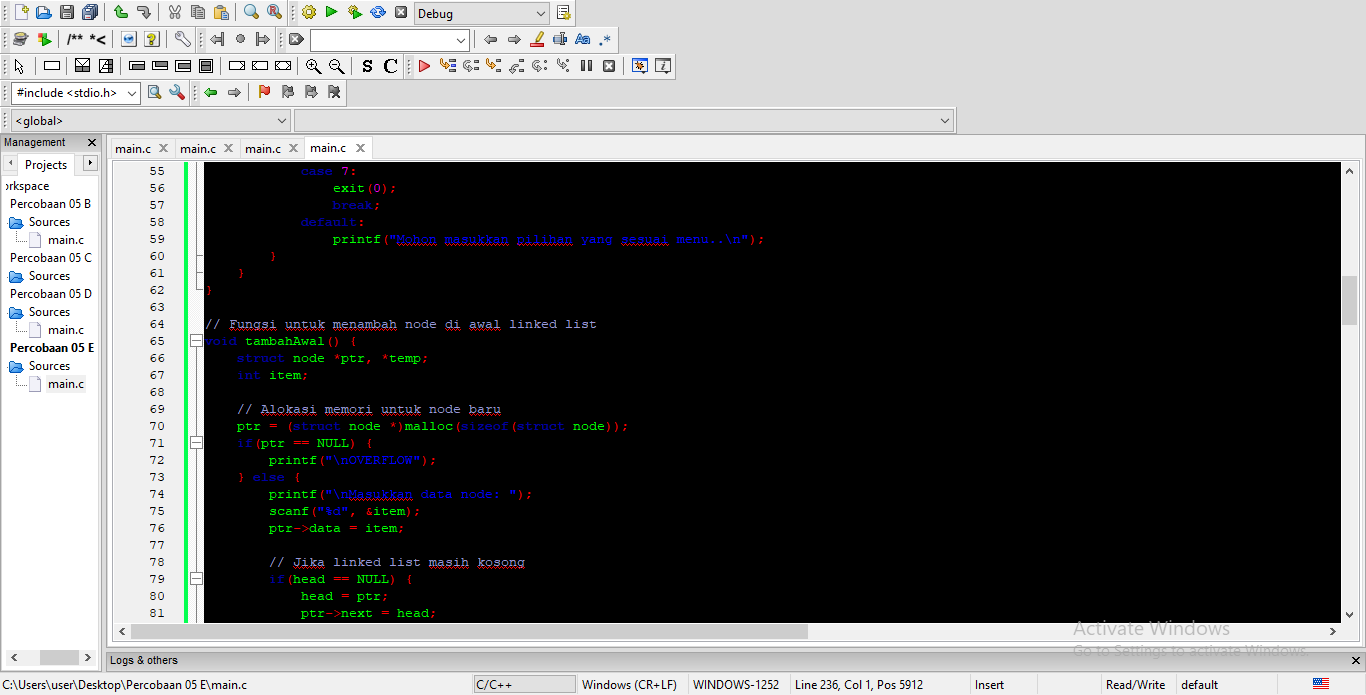 Debug
/** *<
Aa .*
S C
#include <stdio.h>
<global>
Management
Projects
orkspace
Percobaan 05 B
Sources
main.c
Percobaan 05 C
Sources
Percobaan 05 D
Sources
main.c
Percobaan 05 E
Sources
main.c
main.c main.c main.c main.c
55 case 7:
56 exit(0);
57 break;
58 default:
59 printf("Mohon masukkan pilihan yang sesuai menu..\n");
60 }
61 }
62 }
63
64 // Fungsi untuk menambah node di awal linked list
65 void tambahAwal() {
66 struct node *ptr, *temp;
67 int item;
68
69 // Alokasi memori untuk node baru
70 ptr = (struct node *)malloc(sizeof(struct node));
71 if(ptr == NULL) {
72 printf("\nOVERFLOW");
73 } else {
74 printf("\nMasukkan data node: ");
75 scanf("%d", &item);
76 ptr->data = item;
77
78 // Jika linked list masih kosong
79 if(head == NULL) {
80 head = ptr;
81 ptr->next = head;
Activate Windows
Go to Settings to activate Windows.
Logs & others
C:\Users\user\Desktop\Percobaan 05 E\main.c C/C++ Windows (CR+LF) WINDOWS-1252 Line 236, Col 1, Pos 5912 Insert Read/Write default